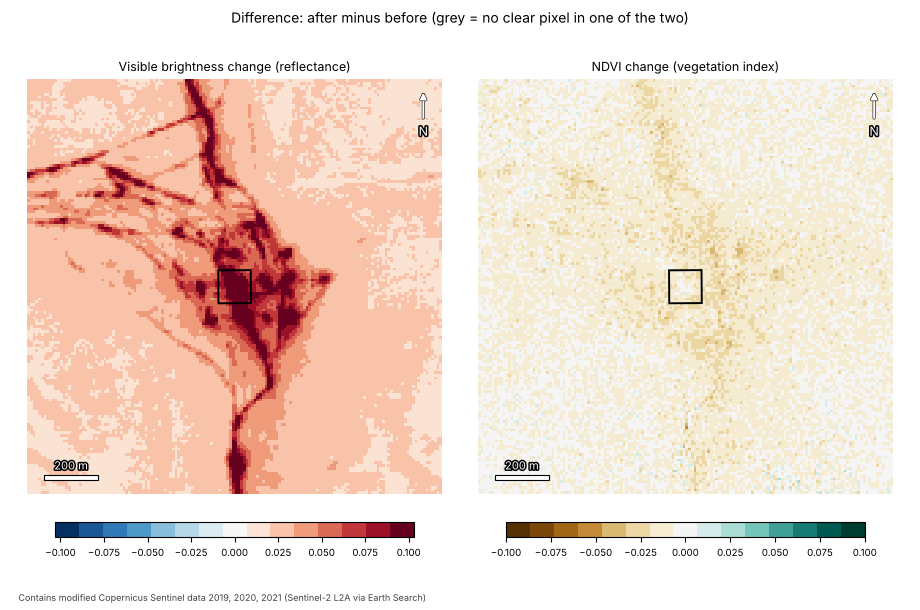 Difference: after minus before (grey = no clear pixel in one of the two)
Visible brightness change (reflectance)
NDVI change (vegetation index)
N
N
200 m
200 m
−0.100 −0.075 −0.050 −0.025 0.000 0.025 0.050 0.075 0.100
−0.100 −0.075 −0.050 −0.025 0.000 0.025 0.050 0.075 0.100
Contains modified Copernicus Sentinel data 2019, 2020, 2021 (Sentinel-2 L2A via Earth Search)